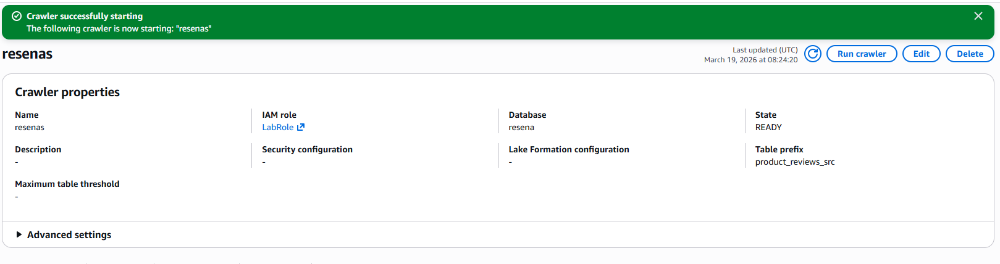 Crawler successfully starting
The following crawler is now starting: "resenas"
resenas
Last updated (UTC)
March 19, 2026 at 08:24:20
Run crawler
Edit
Delete
Crawler properties
Name
resenas
IAM role
LabRole
Database
resena
State
READY
Description
-
Security configuration
-
Lake Formation configuration
-
Table prefix
product_reviews_src
Maximum table threshold
-
Advanced settings